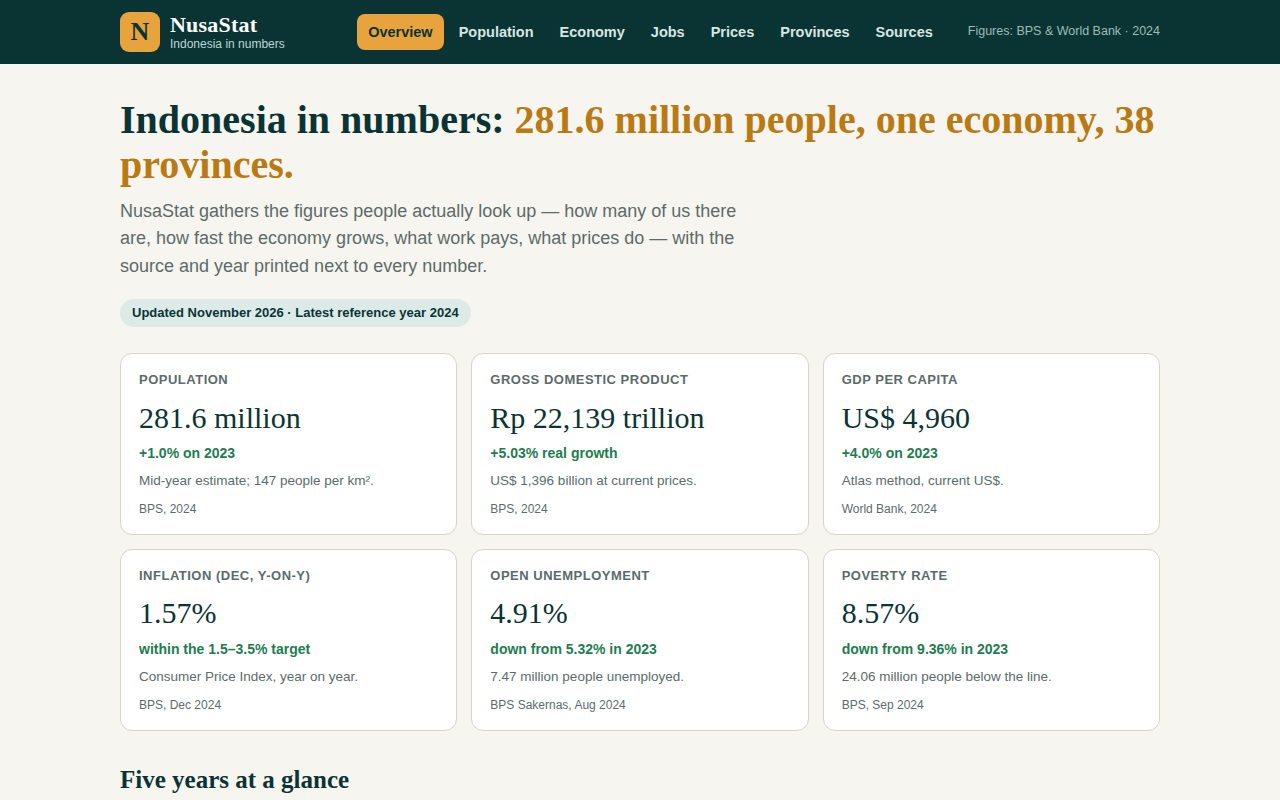 N
NusaStat
Indonesia in numbers
Overview
Population
Economy
Jobs
Prices
Provinces
Sources
Figures: BPS & World Bank · 2024
Indonesia in numbers: 281.6 million people, one economy, 38
provinces.
NusaStat gathers the figures people actually look up — how many of us there
are, how fast the economy grows, what work pays, what prices do — with the
source and year printed next to every number.
Updated November 2026 · Latest reference year 2024
POPULATION
281.6 million
+1.0% on 2023
Mid-year estimate; 147 people per km².
BPS, 2024
GROSS DOMESTIC PRODUCT
Rp 22,139 trillion
+5.03% real growth
US$ 1,396 billion at current prices.
BPS, 2024
GDP PER CAPITA
US$ 4,960
+4.0% on 2023
Atlas method, current US$.
World Bank, 2024
INFLATION (DEC, Y-ON-Y)
1.57%
within the 1.5–3.5% target
Consumer Price Index, year on year.
BPS, Dec 2024
OPEN UNEMPLOYMENT
4.91%
down from 5.32% in 2023
7.47 million people unemployed.
BPS Sakernas, Aug 2024
POVERTY RATE
8.57%
down from 9.36% in 2023
24.06 million people below the line.
BPS, Sep 2024
Five years at a glance